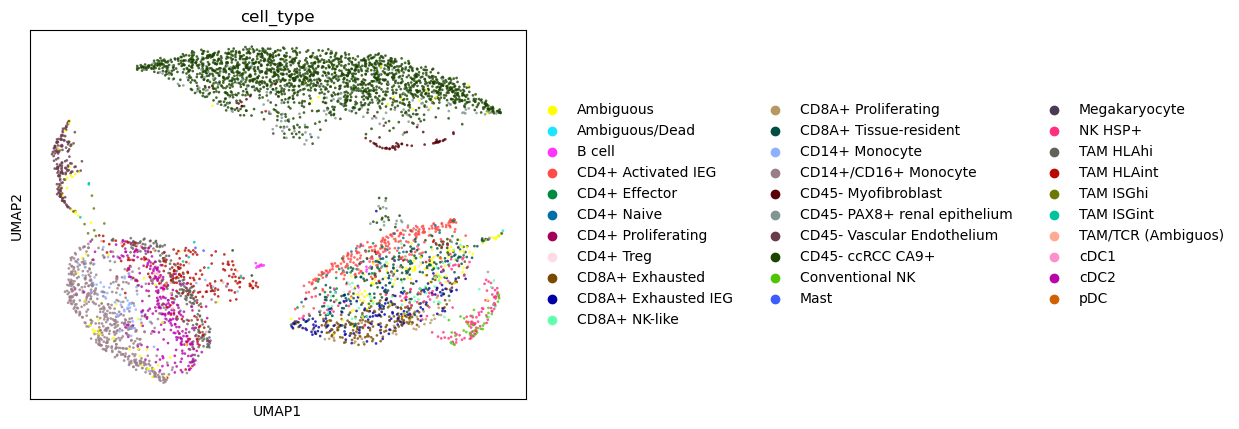 cell_type
UMAP2
UMAP1
Ambiguous
Ambiguous/Dead
B cell
CD4+ Activated IEG
CD4+ Effector
CD4+ Naive
CD4+ Proliferating
CD4+ Treg
CD8A+ Exhausted
CD8A+ Exhausted IEG
CD8A+ NK-like
CD8A+ Proliferating
CD8A+ Tissue-resident
CD14+ Monocyte
CD14+/CD16+ Monocyte
CD45- Myofibroblast
CD45- PAX8+ renal epithelium
CD45- Vascular Endothelium
CD45- ccRCC CA9+
Conventional NK
Mast
Megakaryocyte
NK HSP+
TAM HLAhi
TAM HLAint
TAM ISGhi
TAM ISGint
TAM/TCR (Ambiguos)
cDC1
cDC2
pDC